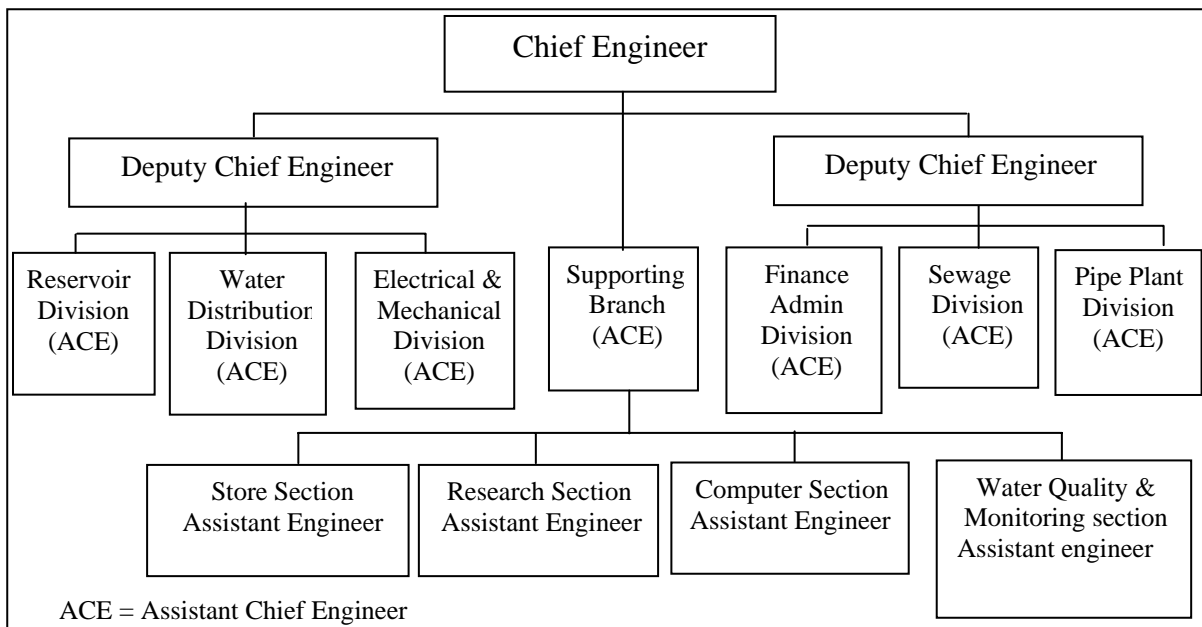 Chief Engineer
Deputy Chief Engineer
Deputy Chief Engineer
Reservoir
Division
(ACE)
Water
Distribution
Division
(ACE)
Electrical &
Mechanical
Division
(ACE)
Supporting
Branch
(ACE)
Finance
Admin
Division
(ACE)
Sewage
Division
(ACE)
Pipe Plant
Division
(ACE)
Store Section
Assistant Engineer
Research Section
Assistant Engineer
Computer Section
Assistant Engineer
Water Quality &
Monitoring section
Assistant engineer
ACE = Assistant Chief Engineer